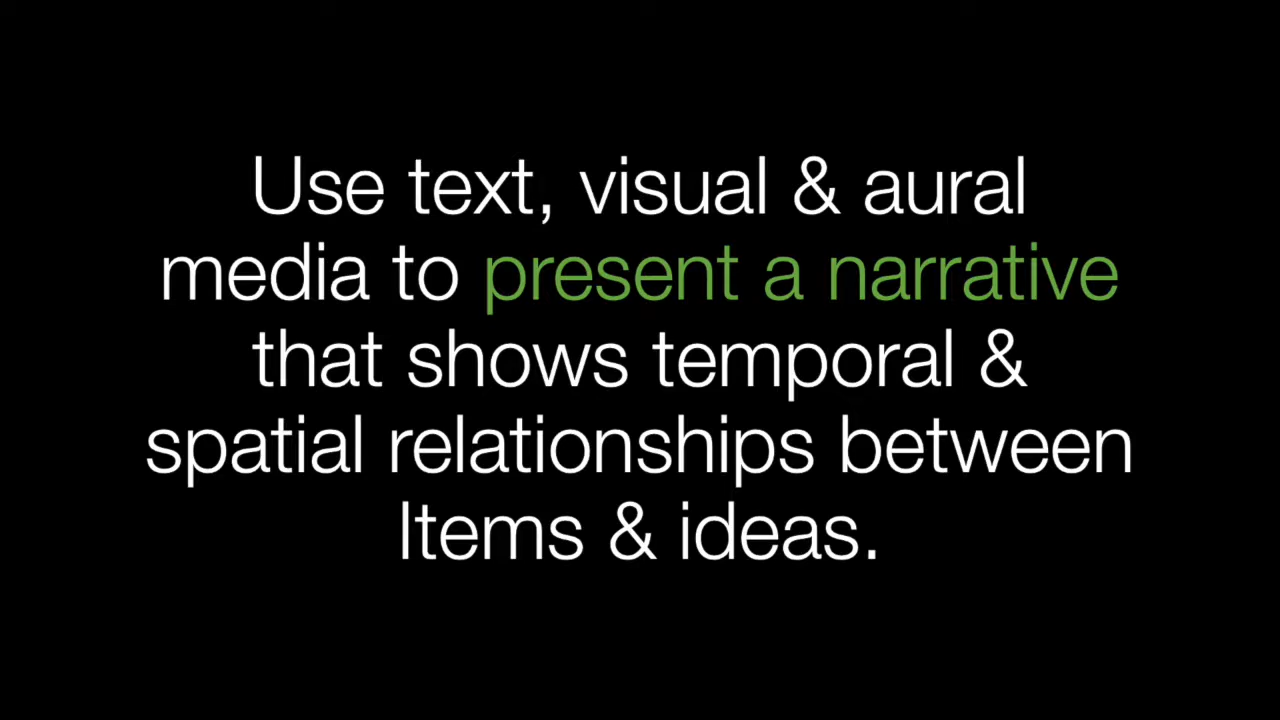 Use text, visual & aural
media to present a narrative
that shows temporal &
spatial relationships between
Items & ideas.